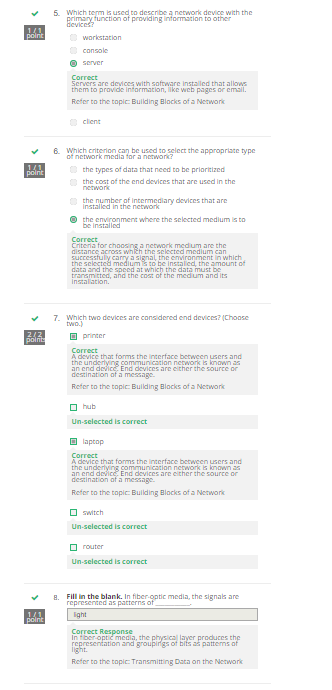 5. Which term is used to describe a network device with the
primary function of providing information to other
devices?
1 / 1
point
workstation
console
server
Correct
Servers are devices with software installed that allows
them to provide information, like web pages or email.
Refer to the topic: Building Blocks of a Network
client
6. Which criterion can be used to select the appropriate type
of network media for a network?
1 / 1
point
the types of data that need to be prioritized
the cost of the end devices that are used in the
network
the number of intermediary devices that are
installed in the network
the environment where the selected medium is to
be installed
Correct
Criteria for choosing a network medium are the
distance across which the selected medium can
successfully carry a signal, the environment in which
the selected medium is to be installed, the amount of
data and the speed at which the data must be
transmitted, and the cost of the medium and its
installation.
7. Which two devices are considered end devices? (Choose
two.)
2 / 2
points
printer
Correct
A device that forms the interface between users and
the underlying communication network is known as
an end device. End devices are either the source or
destination of a message.
Refer to the topic: Building Blocks of a Network
hub
Un-selected is correct
laptop
Correct
A device that forms the interface between users and
the underlying communication network is known as
an end device. End devices are either the source or
destination of a message.
Refer to the topic: Building Blocks of a Network
switch
Un-selected is correct
router
Un-selected is correct
8. Fill in the blank. In fiber-optic media, the signals are
represented as patterns of __________.
1 / 1
point
light
Correct Response
In fiber-optic media, the physical layer produces the
representation and groupings of bits as patterns of
light.
Refer to the topic: Transmitting Data on the Network